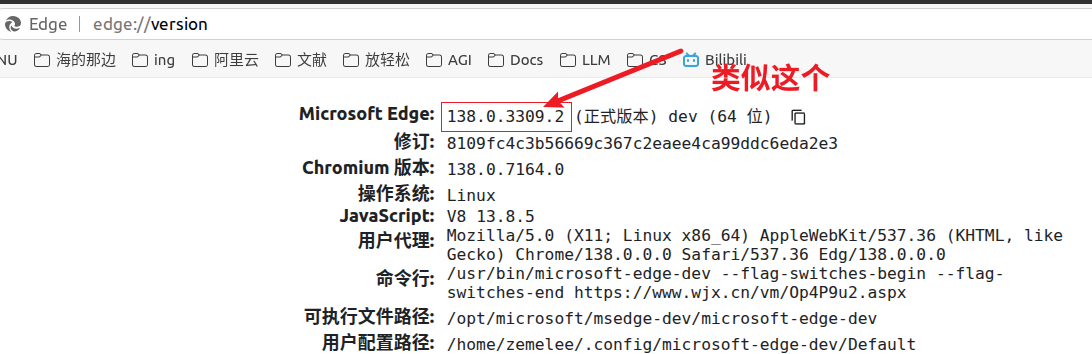 Edge edge://version
NU 海的那边 ing 阿里云 文献 放轻松 AGI Docs LLM CS Bilibili
类似这个
Microsoft Edge: 138.0.3309.2 (正式版本) dev (64 位)
修订: 8109fc4c3b56669c367c2eaee4ca99ddc6eda2e3
Chromium 版本: 138.0.7164.0
操作系统: Linux
JavaScript: V8 13.8.5
用户代理: Mozilla/5.0 (X11; Linux x86_64) AppleWebKit/537.36 (KHTML, like
Gecko) Chrome/138.0.0.0 Safari/537.36 Edg/138.0.0.0
命令行: /usr/bin/microsoft-edge-dev --flag-switches-begin --flag-
switches-end https://www.wjx.cn/vm/Op4P9u2.aspx
可执行文件路径: /opt/microsoft/msedge-dev/microsoft-edge-dev
用户配置路径: /home/zemelee/.config/microsoft-edge-dev/Default